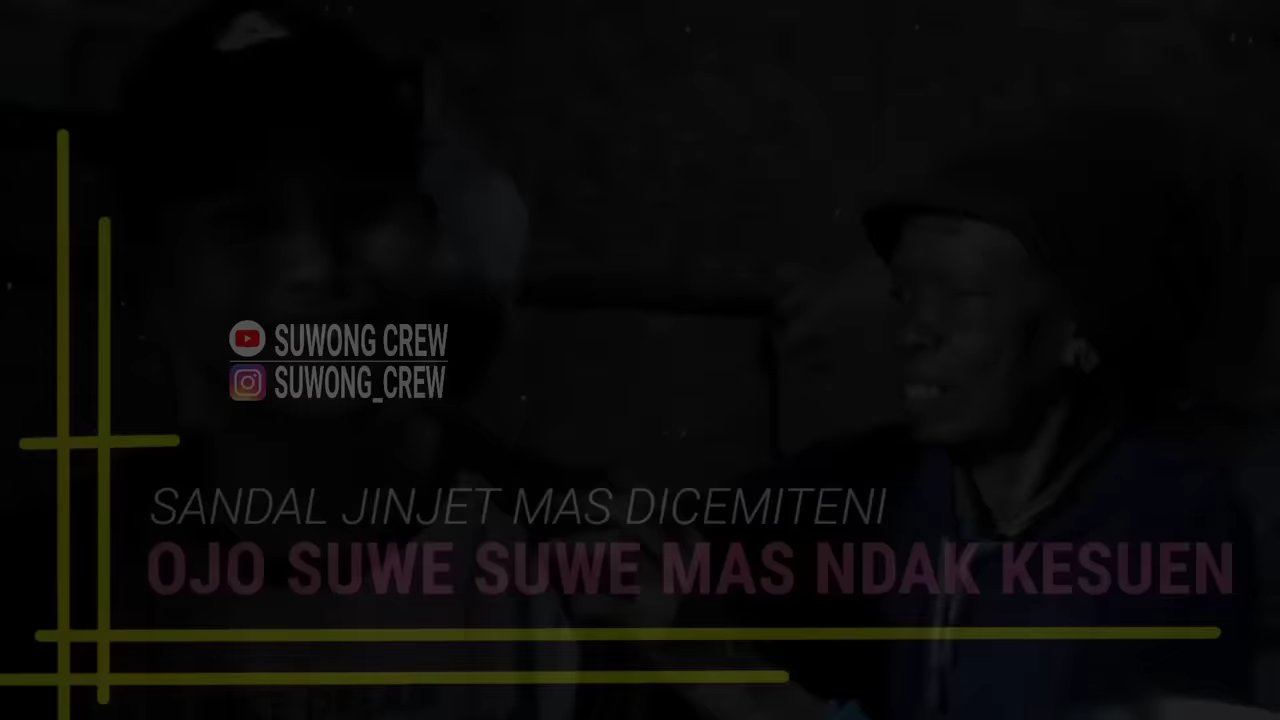 SUWONG CREW
SUWONG_CREW
SANDAL JINJET MAS DICEMITENI
OJO SUWE SUWE MAS NDAK KESUEN